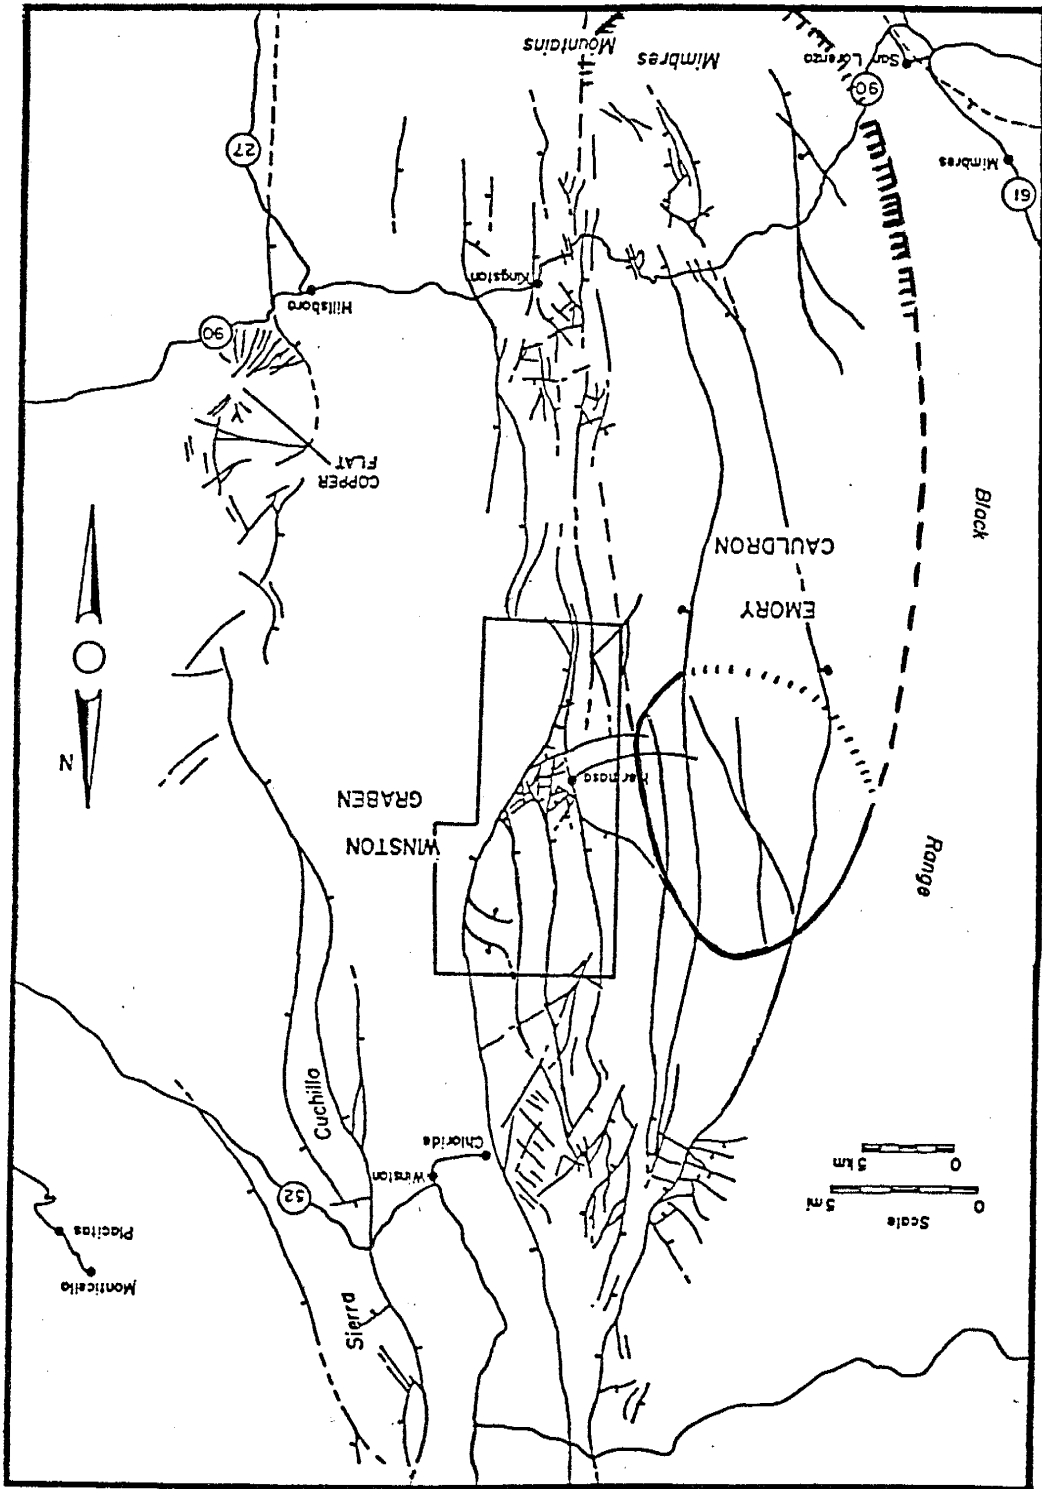 Sierra
Monticello
Placitas
Scale
0 5 mi
0 5 km
52
Winston
Chloride
Cuchillo
Range
WINSTON
GRABEN
Hermosa
N
EMORY
CAULDRON
Black
COPPER
FLAT
90
Hillsboro
Kingston
61
Mimbres
27
90
San Lorenzo
Mimbres
Mountains